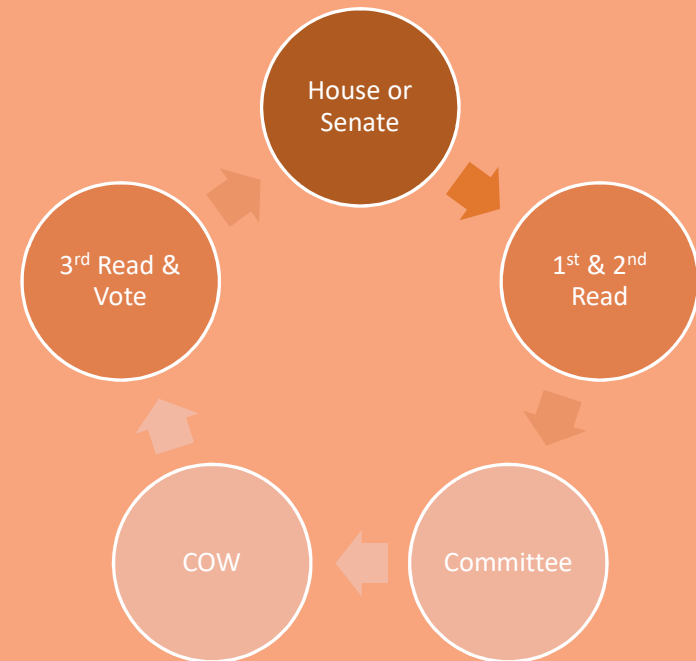 House or
Senate
1st & 2nd
Read
Committee
COW
3rd Read &
Vote